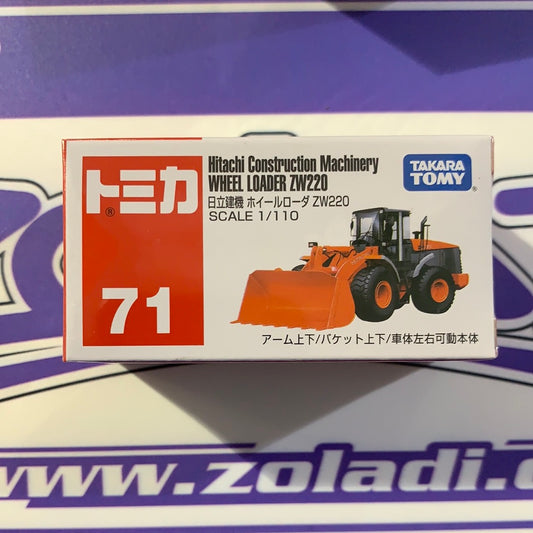 トミカ®
71
Hitachi Construction Machinery
WHEEL LOADER ZW220
日立建機 ホイールローダ ZW220
SCALE 1/110
TAKARA
TOMY
アーム上下/バケット上下/車体左右可動本体
www.zoladi.c